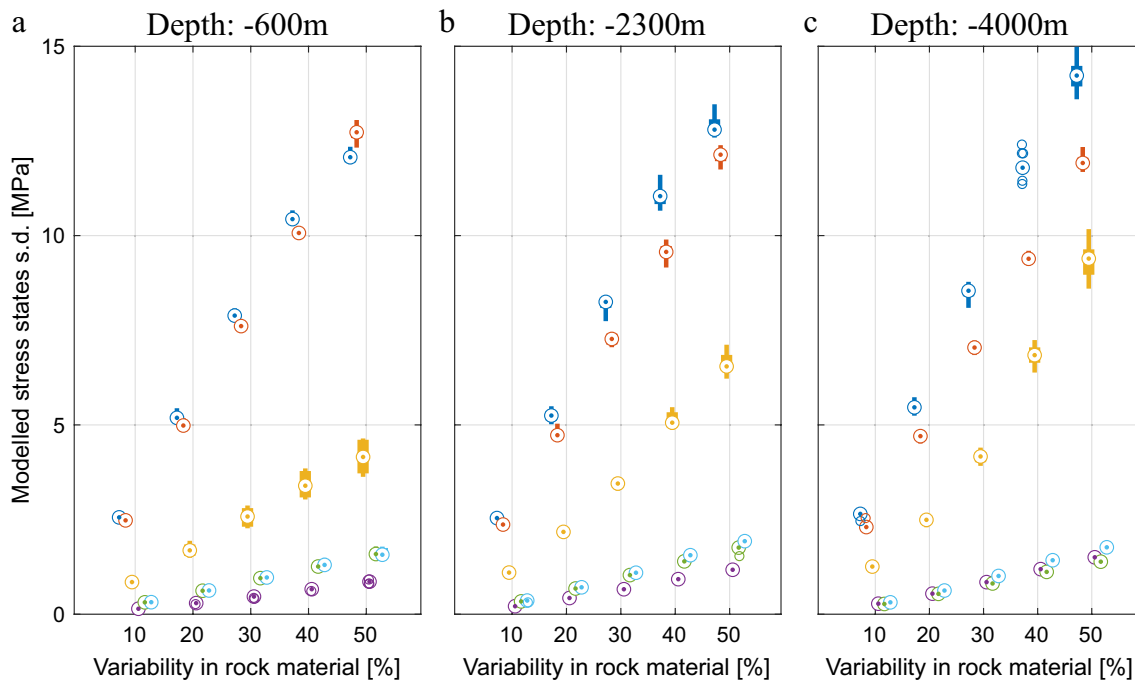 a Depth: -600m b Depth: -2300m c Depth: -4000m
15
10
5
0
Modelled stress states s.d. [MPa]
10 20 30 40 50 10 20 30 40 50 10 20 30 40 50
Variability in rock material [%] Variability in rock material [%] Variability in rock material [%]